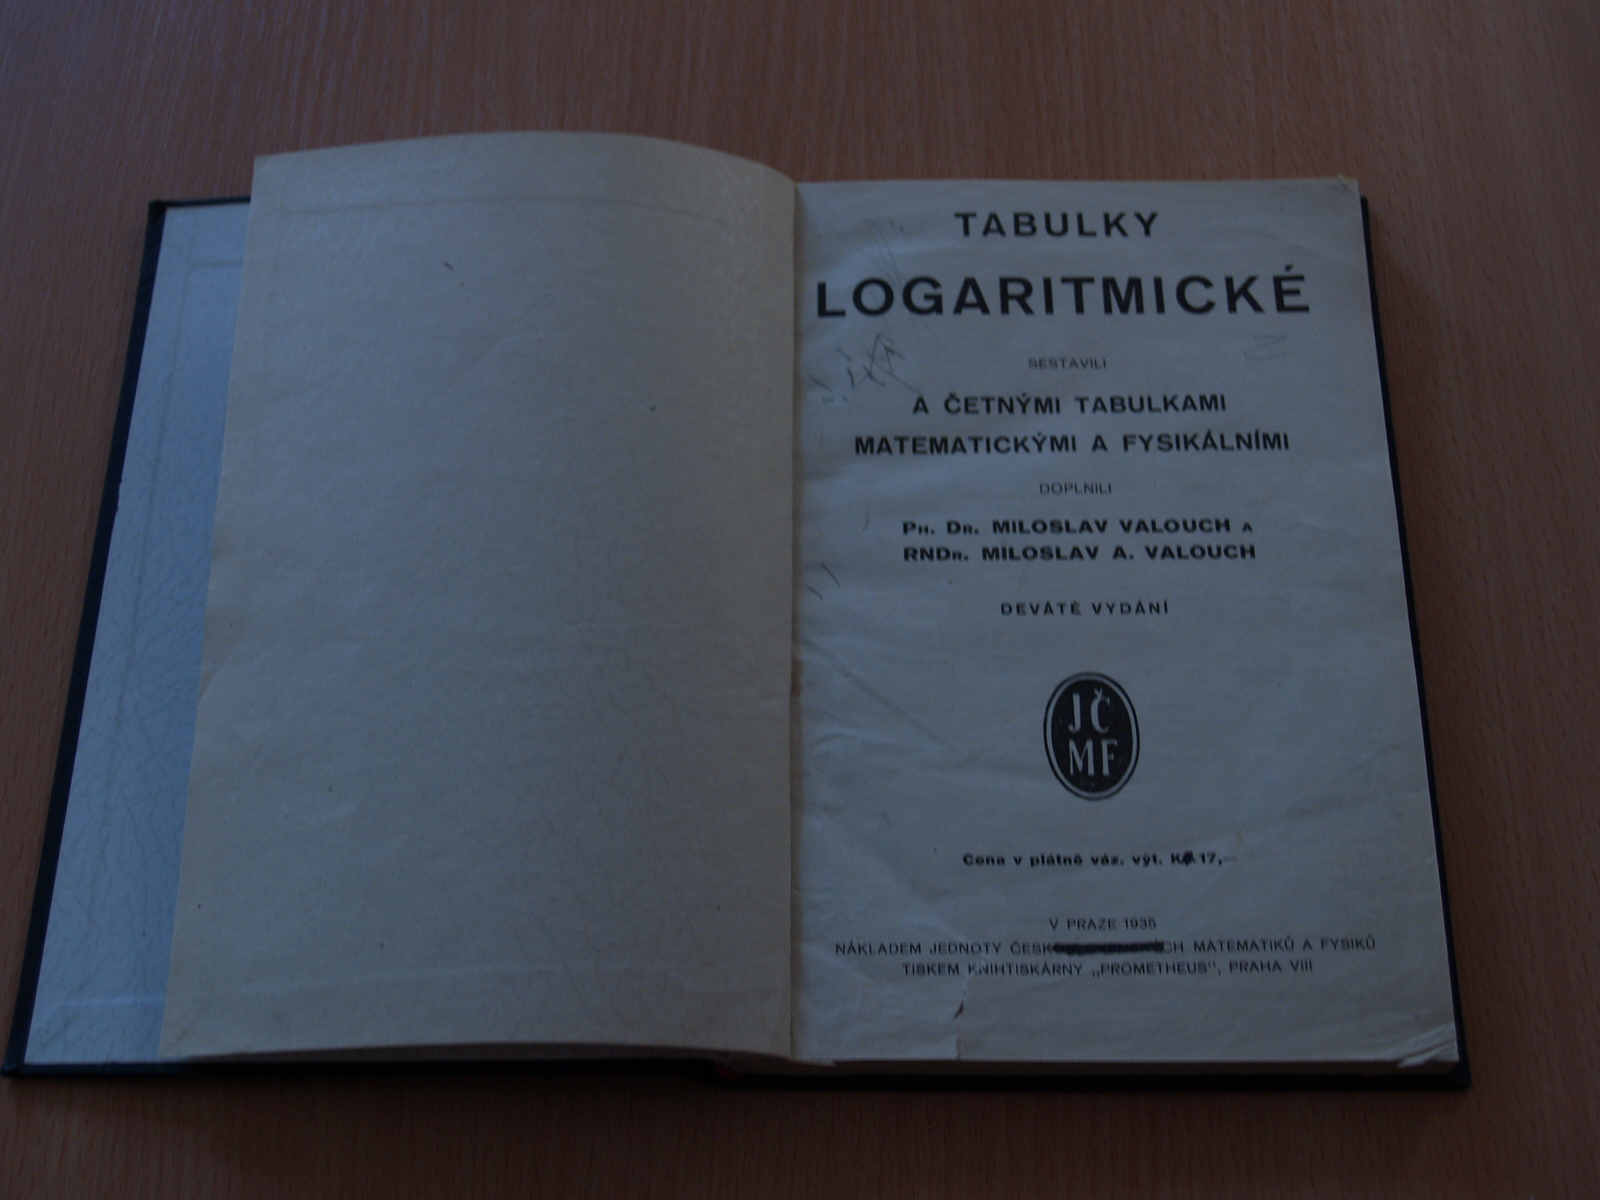 TABULKY
LOGARITMICKÉ
SESTAVILI
A ČETNÝMI TABULKAMI
MATEMATICKÝMI A FYSIKÁLNÍMI
DOPLNILI
PH. DR. MILOSLAV VALOUCH A
RNDR. MILOSLAV A. VALOUCH
DEVÁTÉ VYDÁNÍ
JČ
MF
Cena v plátně váz. výt. K 17,—
V PRAZE 1935
NÁKLADEM JEDNOTY MATEMATIKŮ A FYSIKŮ
TISKEM KNIHTISKÁRNY „PROMETHEUS“, PRAHA VIII